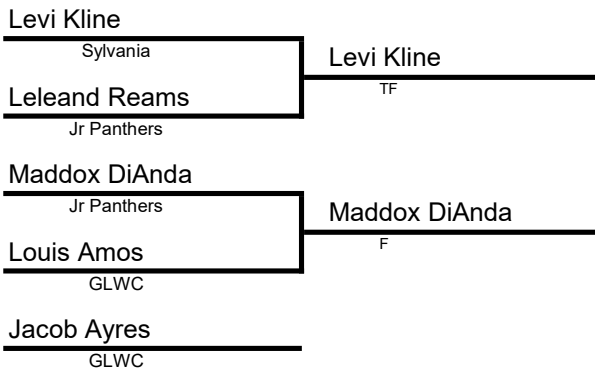 Levi Kline
Sylvania
Levi Kline
TF
Leleand Reams
Jr Panthers
Maddox DiAnda
Jr Panthers
Maddox DiAnda
F
Louis Amos
GLWC
Jacob Ayres
GLWC